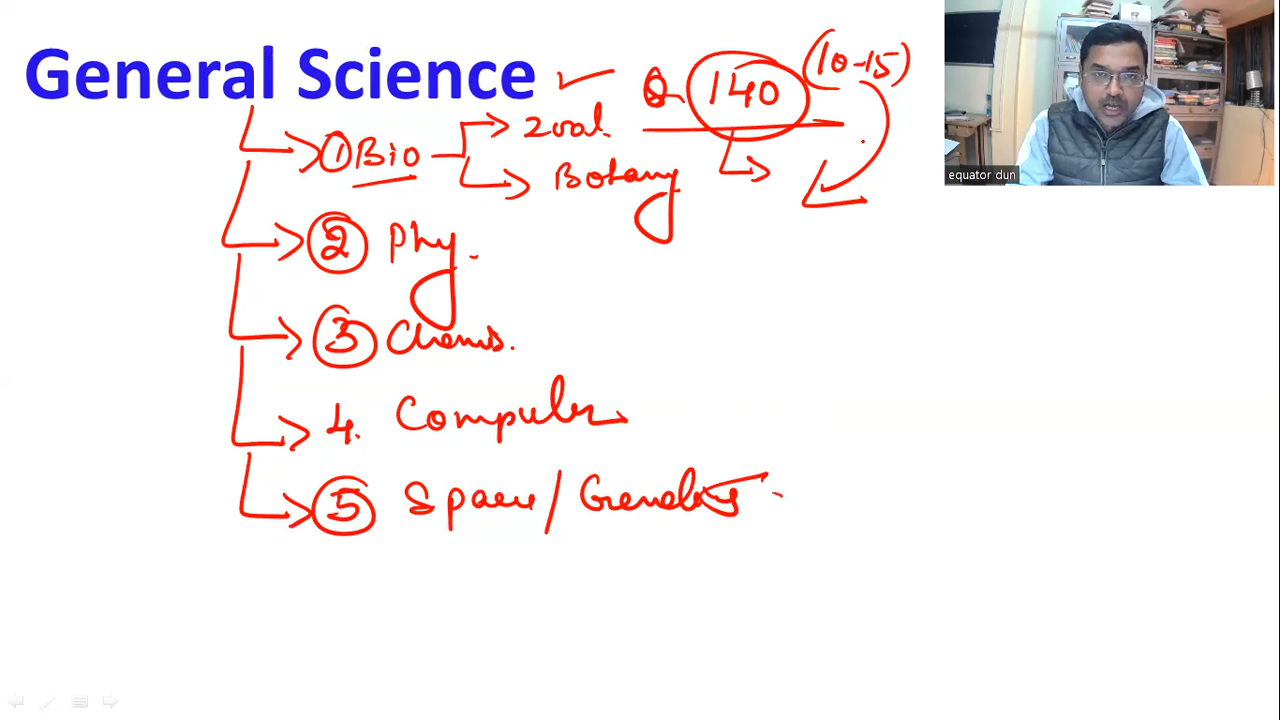 General Science
Q 140 (10-15)
① Bio
Zool.
Botany
② Phy.
③ Chemis.
4. Computer
⑤ Space / Genetics
equator dun